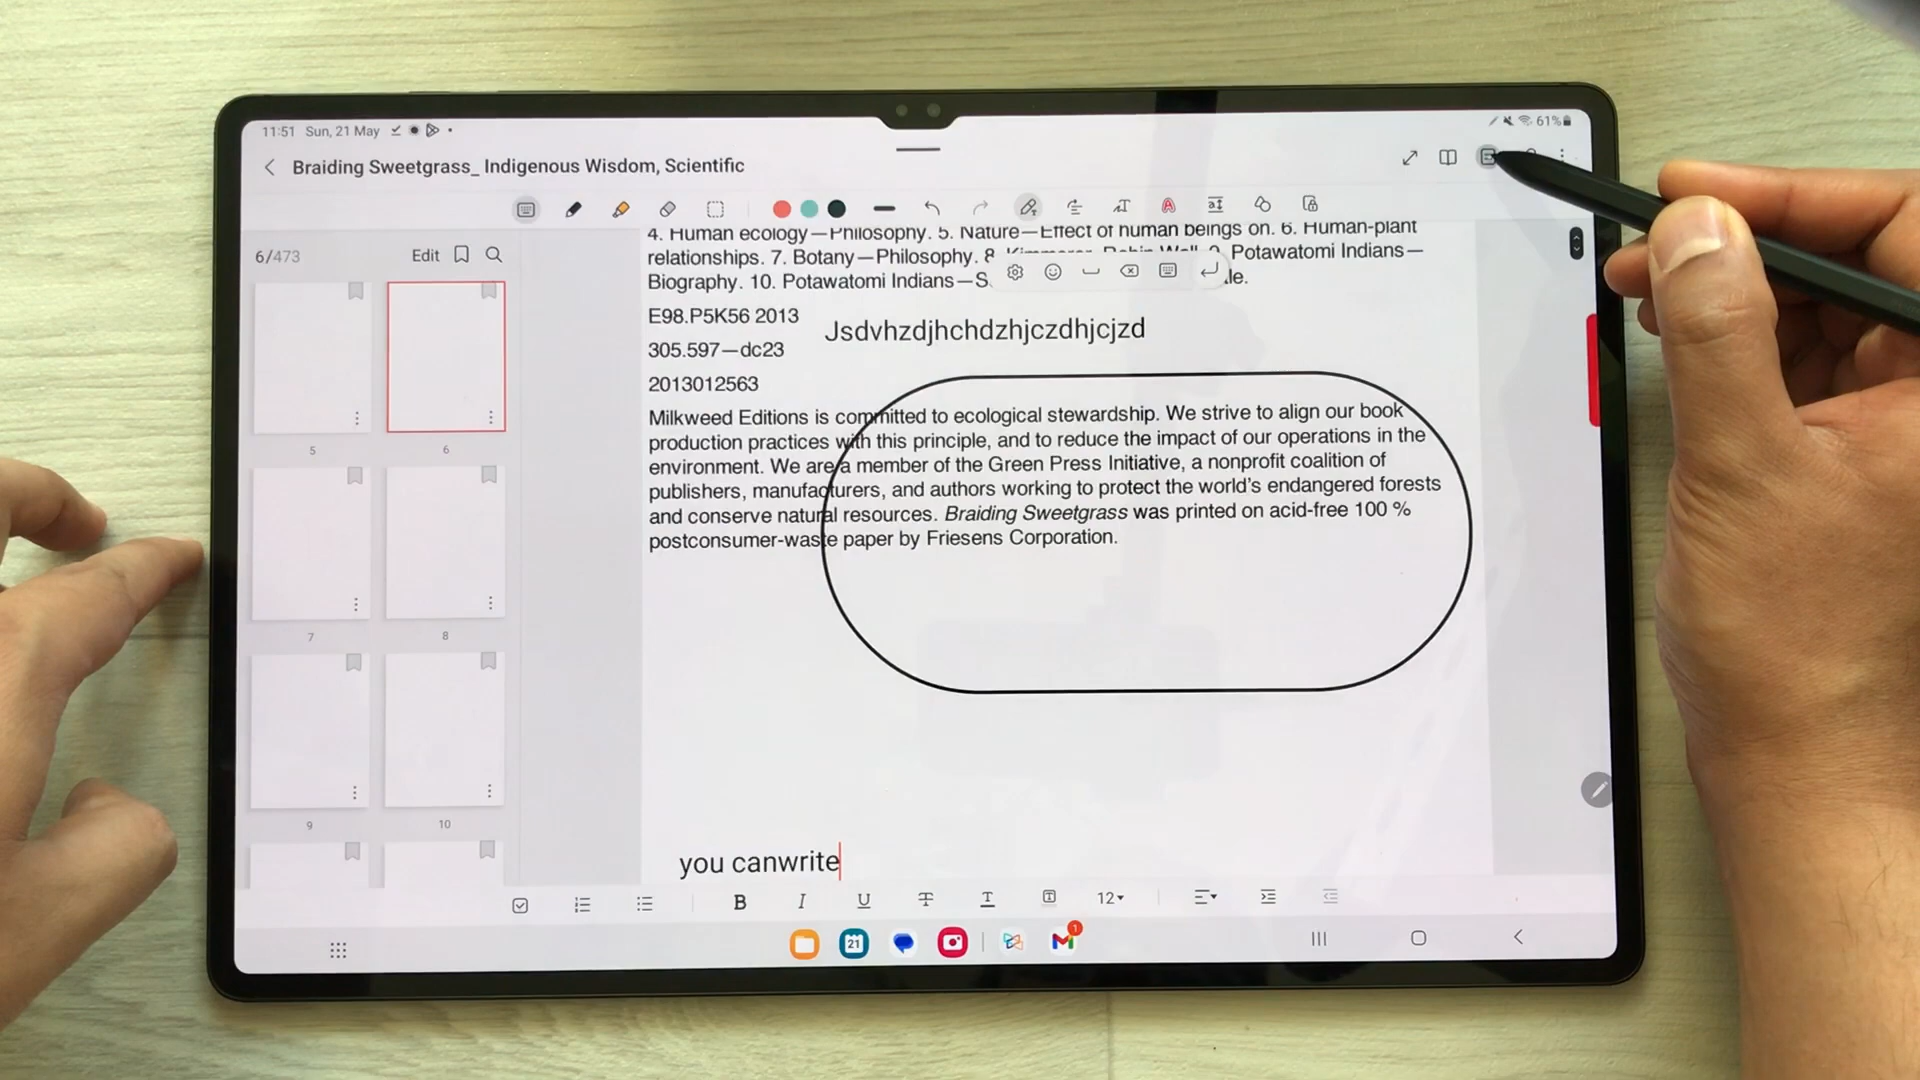 11:51 Sun, 21 May
61%
Braiding Sweetgrass_ Indigenous Wisdom, Scientific
6/473
Edit
5
6
7
8
9
10
4. Human ecology—Philosophy. 5. Nature—Effect of human beings on. 6. Human-plant
relationships. 7. Botany—Philosophy. 8 Potawatomi Indians—
Biography. 10. Potawatomi Indians—S le.
E98.P5K56 2013
Jsdvhzdjhchdzhjczdhjcjzd
305.597—dc23
2013012563
Milkweed Editions is committed to ecological stewardship. We strive to align our book
production practices with this principle, and to reduce the impact of our operations in the
environment. We are a member of the Green Press Initiative, a nonprofit coalition of
publishers, manufacturers, and authors working to protect the world's endangered forests
and conserve natural resources. Braiding Sweetgrass was printed on acid-free 100 %
postconsumer-waste paper by Friesens Corporation.
you canwrite
B I U T T T 12
21
1